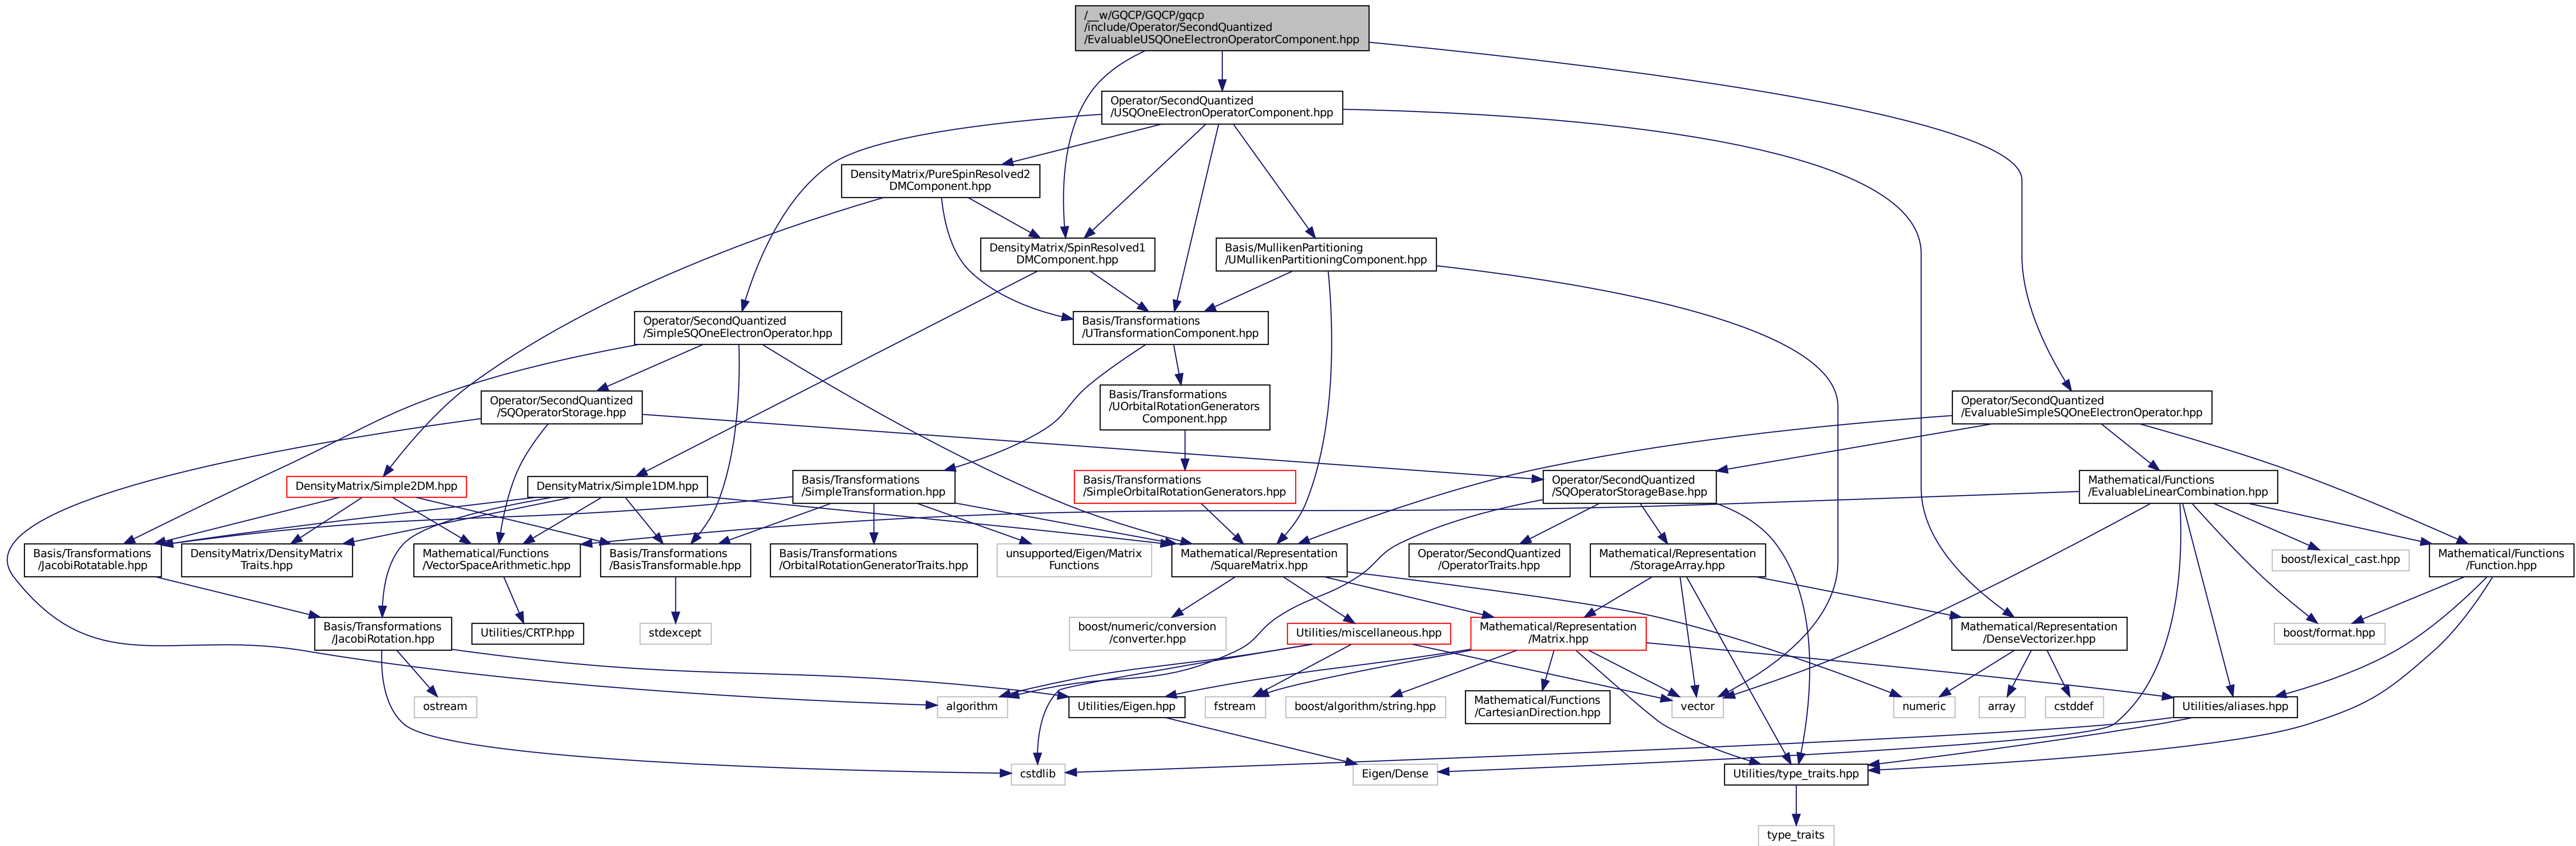 /__w/GQCP/GQCP/gqcp
/include/Operator/SecondQuantized
/EvaluableUSQOneElectronOperatorComponent.hpp
Operator/SecondQuantized
/USQOneElectronOperatorComponent.hpp
DensityMatrix/PureSpinResolved2
DMComponent.hpp
DensityMatrix/SpinResolved1
DMComponent.hpp
Basis/MullikenPartitioning
/UMullikenPartitioningComponent.hpp
Operator/SecondQuantized
/SimpleSQOneElectronOperator.hpp
Basis/Transformations
/UTransformationComponent.hpp
Operator/SecondQuantized
/SQOperatorStorage.hpp
Basis/Transformations
/UOrbitalRotationGenerators
Component.hpp
Operator/SecondQuantized
/EvaluableSimpleSQOneElectronOperator.hpp
DensityMatrix/Simple2DM.hpp
DensityMatrix/Simple1DM.hpp
Basis/Transformations
/SimpleTransformation.hpp
Basis/Transformations
/SimpleOrbitalRotationGenerators.hpp
Operator/SecondQuantized
/SQOperatorStorageBase.hpp
Mathematical/Functions
/EvaluableLinearCombination.hpp
Basis/Transformations
/JacobiRotatable.hpp
DensityMatrix/DensityMatrix
Traits.hpp
Mathematical/Functions
/VectorSpaceArithmetic.hpp
Basis/Transformations
/BasisTransformable.hpp
Basis/Transformations
/OrbitalRotationGeneratorTraits.hpp
unsupported/Eigen/Matrix
Functions
Mathematical/Representation
/SquareMatrix.hpp
Operator/SecondQuantized
/OperatorTraits.hpp
Mathematical/Representation
/StorageArray.hpp
boost/lexical_cast.hpp
Mathematical/Functions
/Function.hpp
Basis/Transformations
/JacobiRotation.hpp
Utilities/CRTP.hpp
stdexcept
boost/numeric/conversion
/converter.hpp
Utilities/miscellaneous.hpp
Mathematical/Representation
/Matrix.hpp
Mathematical/Representation
/DenseVectorizer.hpp
boost/format.hpp
ostream
algorithm
Utilities/Eigen.hpp
fstream
boost/algorithm/string.hpp
Mathematical/Functions
/CartesianDirection.hpp
vector
numeric
array
cstddef
Utilities/aliases.hpp
cstdlib
Eigen/Dense
Utilities/type_traits.hpp
type_traits